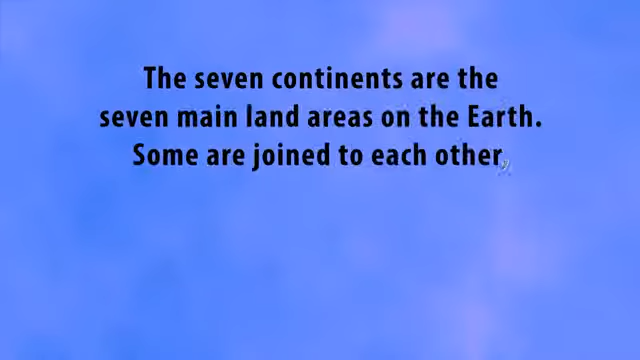 The seven continents are the
seven main land areas on the Earth.
Some are joined to each other,